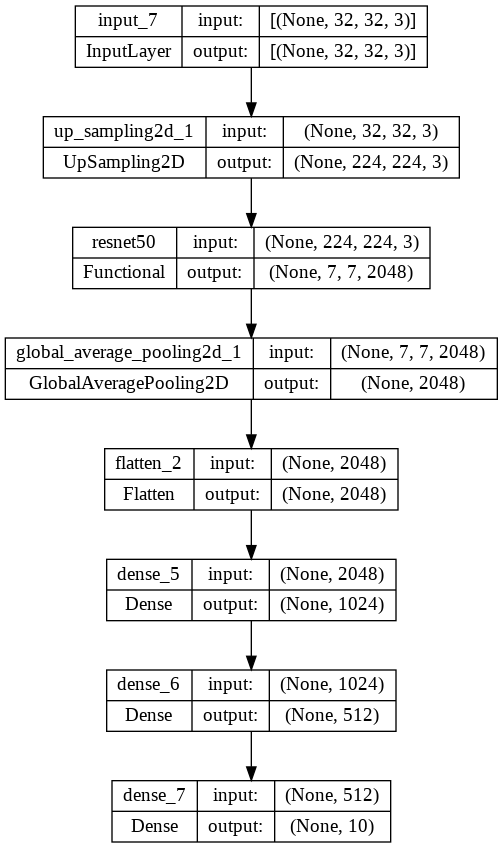 input_7 input: [(None, 32, 32, 3)]
InputLayer output: [(None, 32, 32, 3)]
up_sampling2d_1 input: (None, 32, 32, 3)
UpSampling2D output: (None, 224, 224, 3)
resnet50 input: (None, 224, 224, 3)
Functional output: (None, 7, 7, 2048)
global_average_pooling2d_1 input: (None, 7, 7, 2048)
GlobalAveragePooling2D output: (None, 2048)
flatten_2 input: (None, 2048)
Flatten output: (None, 2048)
dense_5 input: (None, 2048)
Dense output: (None, 1024)
dense_6 input: (None, 1024)
Dense output: (None, 512)
dense_7 input: (None, 512)
Dense output: (None, 10)